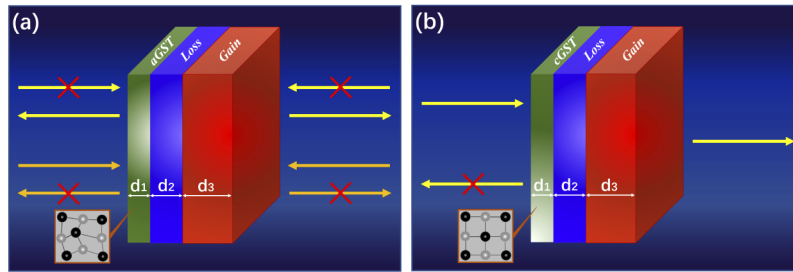 (a)
aGST
Loss
Gain
d1
d2
d3
(b)
cGST
Loss
Gain
d1
d2
d3